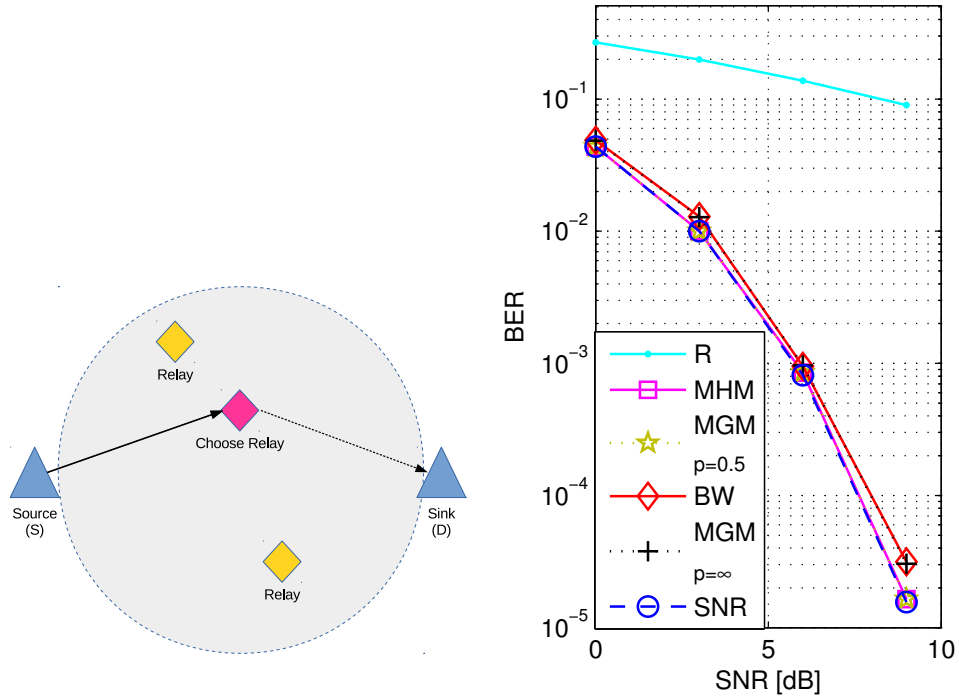 Relay
Choose Relay
Source
(S)
Sink
(D)
Relay
BER
10^-1
10^-2
10^-3
10^-4
10^-5
R
MHM
MGM
p=0.5
BW
MGM
p=∞
SNR
0
5
10
SNR [dB]